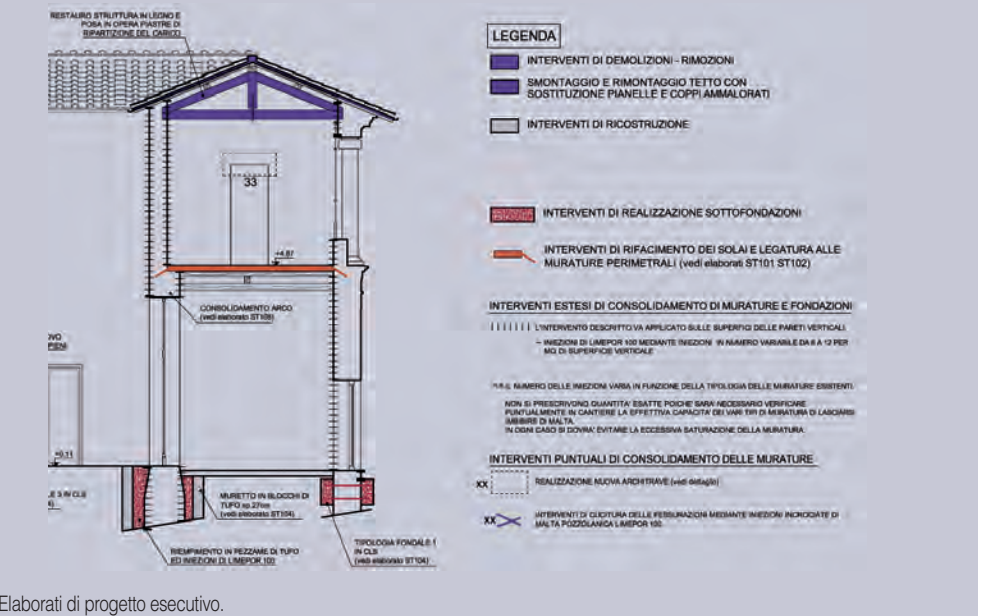 RESTAURO STRUTTURA IN LEGNO E
POSA IN OPERA PIASTRE DI
RIPARTIZIONE DEL CARICO
33
+4.87
CONSOLIDAMENTO ARCO
(vedi elaborato ST109)
OVO
PIENI
+0.11
LE 3 IN CLS
MURETTO IN BLOCCHI DI
TUFO sp.27cm
(vedi elaborato ST104)
RIEMPIMENTO IN PEZZAME DI TUFO
ED INIEZIONI DI LIMEPOR 100
TIPOLOGIA FONDALE 1
IN CLS
(vedi elaborato ST104)
LEGENDA
INTERVENTI DI DEMOLIZIONI - RIMOZIONI
SMONTAGGIO E RIMONTAGGIO TETTO CON
SOSTITUZIONE PIANELLE E COPPI AMMALORATI
INTERVENTI DI RICOSTRUZIONE
INTERVENTI DI REALIZZAZIONE SOTTOFONDAZIONI
INTERVENTI DI RIFACIMENTO DEI SOLAI E LEGATURA ALLE
MURATURE PERIMETRALI (vedi elaborati ST101 ST102)
INTERVENTI ESTESI DI CONSOLIDAMENTO DI MURATURE E FONDAZIONI
L'INTERVENTO DESCRITTO VA APPLICATO SULLE SUPERFICI DELLE PARETI VERTICALI
– INIEZIONI DI LIMEPOR 100 MEDIANTE INIEZIONI IN NUMERO VARIABILE DA 6 A 12 PER
MQ DI SUPERFICIE VERTICALE
IL NUMERO DELLE INIEZIONI VARIA IN FUNZIONE DELLA TIPOLOGIA DELLE MURATURE ESISTENTI.
NON SI PRESCRIVONO QUANTITA' ESATTE POICHE' SARA' NECESSARIO VERIFICARE
PUNTUALMENTE IN CANTIERE LA EFFETTIVA CAPACITA' DEI VARI TIPI DI MURATURA DI LASCIARSI
IMBIBIRE DI MALTA.
IN OGNI CASO SI DOVRA' EVITARE LA ECCESSIVA SATURAZIONE DELLA MURATURA
INTERVENTI PUNTUALI DI CONSOLIDAMENTO DELLE MURATURE
XX REALIZZAZIONE NUOVA ARCHITRAVE (vedi dettaglio)
XX INTERVENTI DI CUCITURA DELLE FESSURAZIONI MEDIANTE INIEZIONI INCROCIATE DI
MALTA POZZOLANICA LIMEPOR 100
Elaborati di progetto esecutivo.